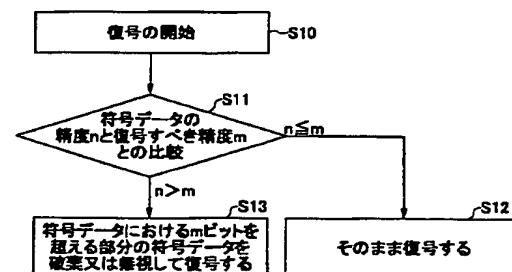 復号の開始
S10
S11
符号データの
精度nと復号すべき精度m
との比較
n≦m
n>m
S13
符号データにおけるmビットを
超える部分の符号データを
破棄又は無視して復号する
S12
そのまま復号する